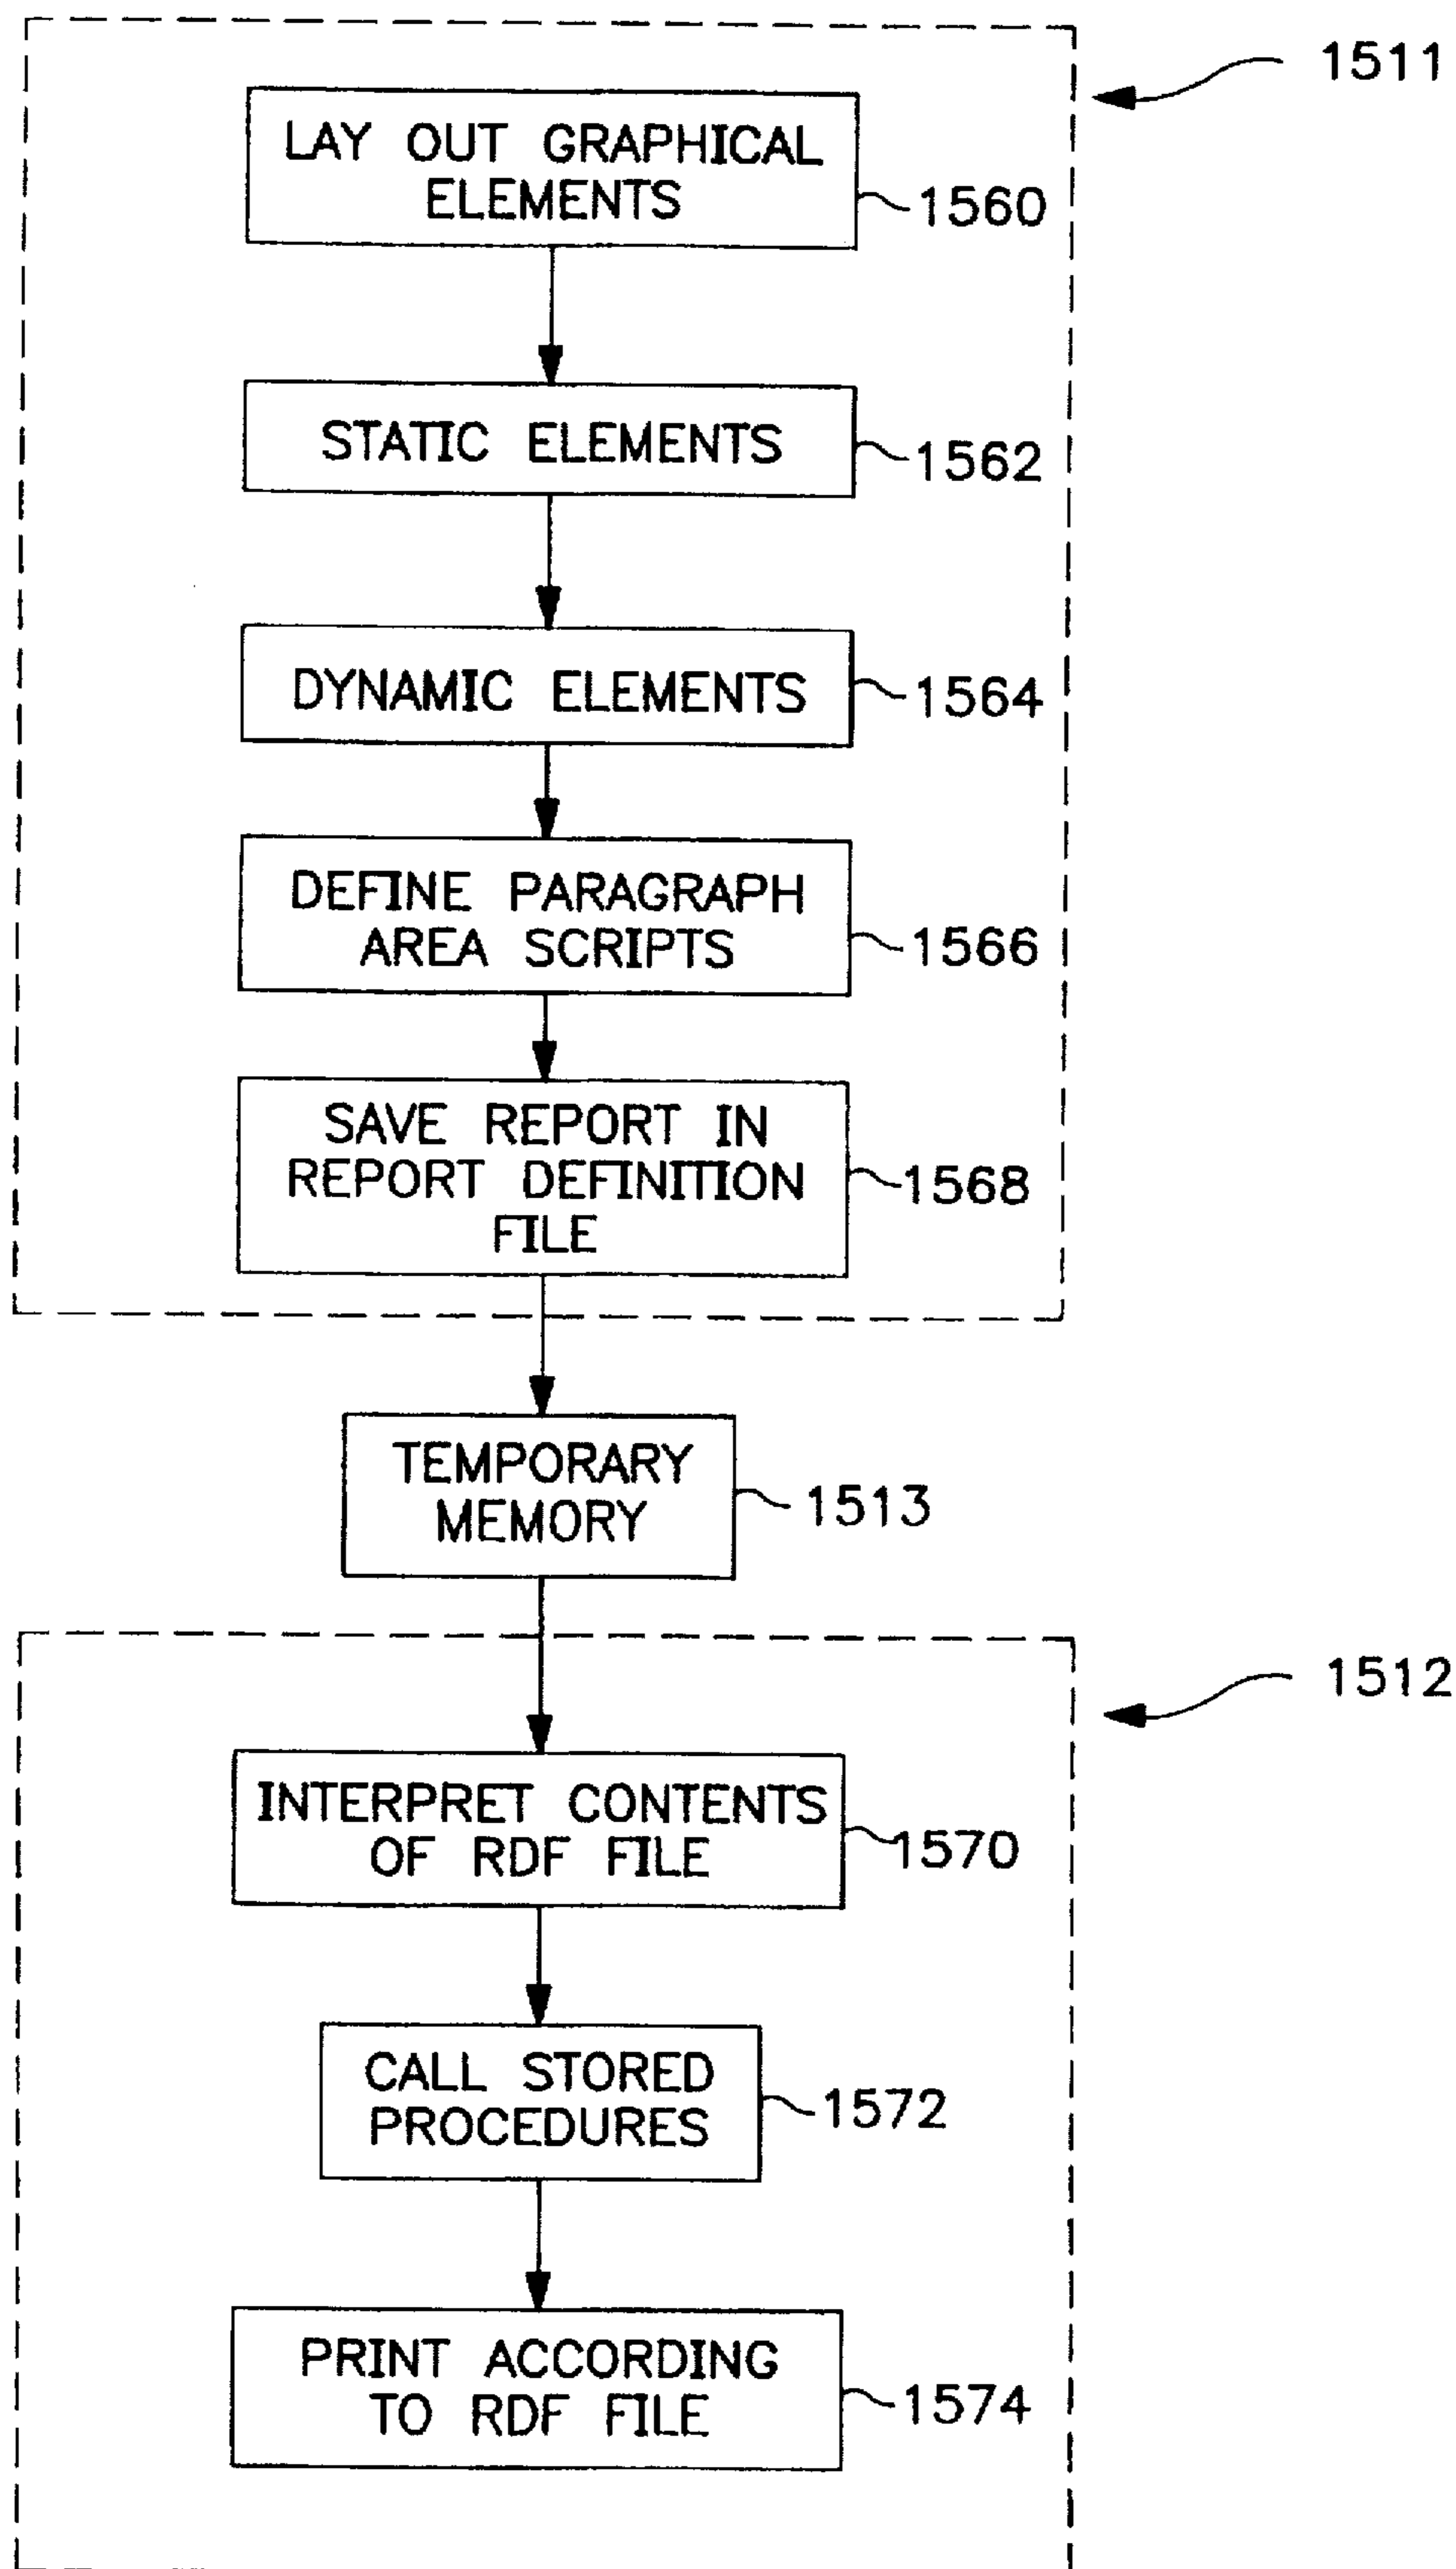 1511
LAY OUT GRAPHICAL
ELEMENTS
1560
STATIC ELEMENTS
1562
DYNAMIC ELEMENTS
1564
DEFINE PARAGRAPH
AREA SCRIPTS
1566
SAVE REPORT IN
REPORT DEFINITION
FILE
1568
TEMPORARY
MEMORY
1513
1512
INTERPRET CONTENTS
OF RDF FILE
1570
CALL STORED
PROCEDURES
1572
PRINT ACCORDING
TO RDF FILE
1574